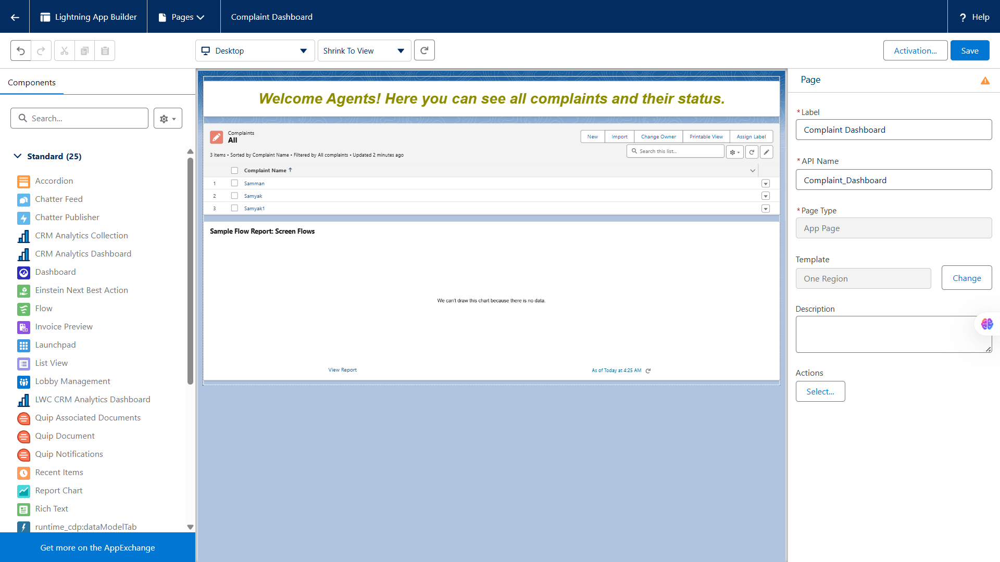 Lightning App Builder
Pages
Complaint Dashboard
? Help
Desktop
Shrink To View
Activation...
Save
Components
Search...
Standard (25)
Accordion
Chatter Feed
Chatter Publisher
CRM Analytics Collection
CRM Analytics Dashboard
Dashboard
Einstein Next Best Action
Flow
Invoice Preview
Launchpad
List View
Lobby Management
LWC CRM Analytics Dashboard
Quip Associated Documents
Quip Document
Quip Notifications
Recent Items
Report Chart
Rich Text
runtime_cdp:dataModelTab
Get more on the AppExchange
Welcome Agents! Here you can see all complaints and their status.
Complaints
All
New
Import
Change Owner
Printable View
Assign Label
3 items • Sorted by Complaint Name • Filtered by All complaints • Updated 2 minutes ago
Search this list...
Complaint Name
1 Samman
2 Samyak
3 Samyak1
Sample Flow Report: Screen Flows
We can't draw this chart because there is no data.
View Report
As of Today at 4:25 AM
Page
*Label
Complaint Dashboard
*API Name
Complaint_Dashboard
*Page Type
App Page
Template
One Region
Change
Description
Actions
Select...